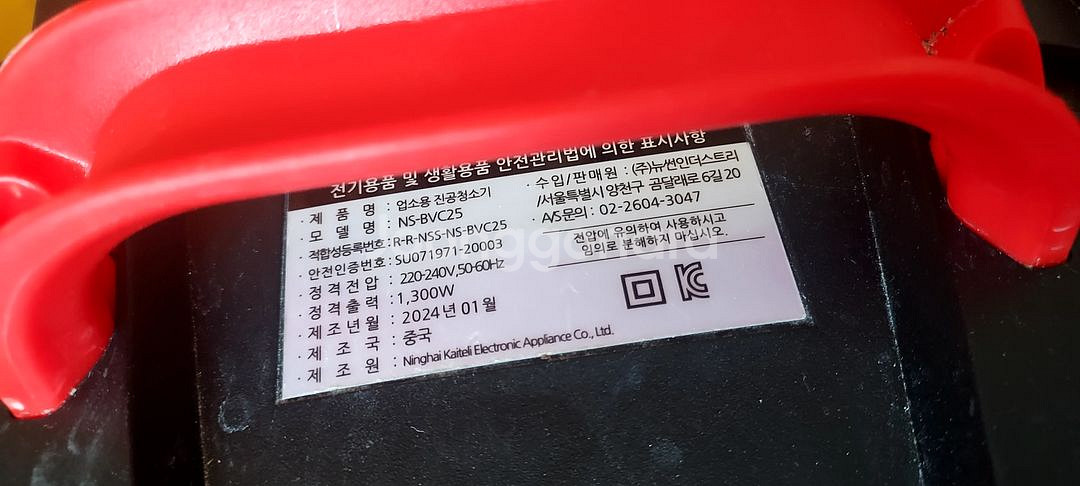 전기용품 및 생활용품 안전관리법에 의한 표시사항
· 제 품 명 : 업소용 진공청소기
· 모 델 명 : NS-BVC25
· 적합성등록번호 : R-R-NSS-NS-BVC25
· 안전인증번호 : SU071971-20003
· 정 격 전 압 : 220-240V,50-60Hz
· 정 격 출 력 : 1,300W
· 제 조 년 월 : 2024년 01월
· 제 조 국 : 중국
· 제 조 원 : Ninghai Kaiteli Electronic Appliance Co., Ltd.
· 수입/판매원 : (주)뉴썬인더스트리
/서울특별시 양천구 곰달래로 6길 20
· A/S문의 : 02-2604-3047
전압에 유의하여 사용하시고
임의로 분해하지 마십시오.